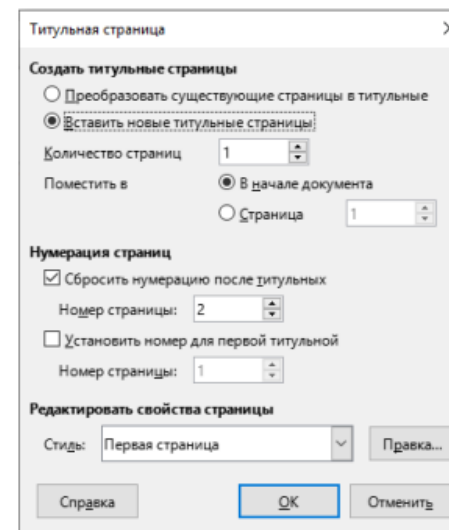 Титульная страница
Создать титульные страницы
Преобразовать существующие страницы в титульные
Вставить новые титульные страницы
Количество страниц 1
Поместить в В начале документа
Страница 1
Нумерация страниц
Сбросить нумерацию после титульных
Номер страницы: 2
Установить номер для первой титульной
Номер страницы: 1
Редактировать свойства страницы
Стиль: Первая страница Правка...
Справка OK Отменить